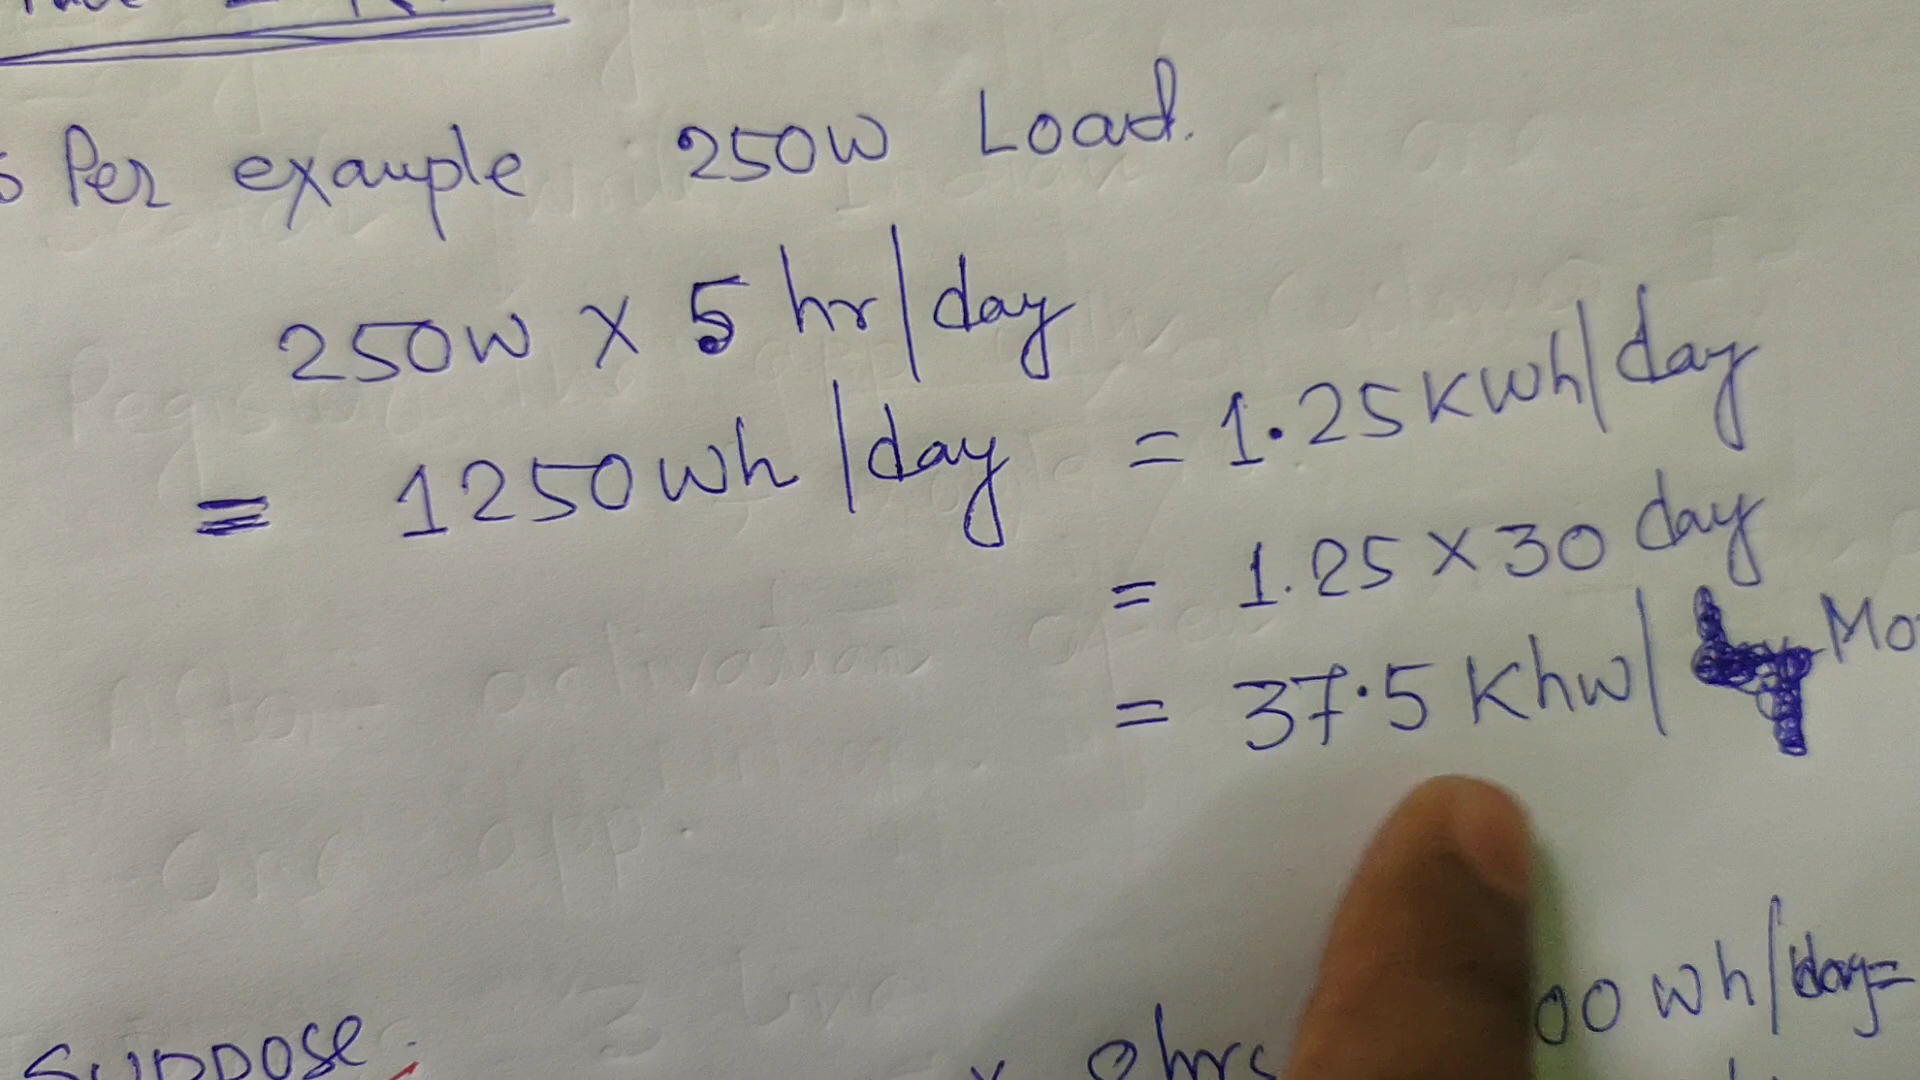 Per example 250W Load.
250W X 5 hr/day
= 1250Wh/day = 1.25KWh/day
= 1.25 X 30 day
= 37.5 Khw/ Mo
Suppose
hrs 00 Wh/day=